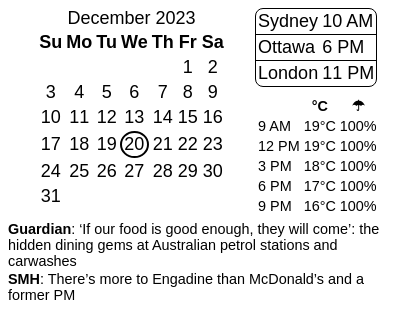 December 2023
Su Mo Tu We Th Fr Sa
1 2
3 4 5 6 7 8 9
10 11 12 13 14 15 16
17 18 19 20 21 22 23
24 25 26 27 28 29 30
31
Sydney 10 AM
Ottawa 6 PM
London 11 PM
°C ☂
9 AM 19°C 100%
12 PM 19°C 100%
3 PM 18°C 100%
6 PM 17°C 100%
9 PM 16°C 100%
Guardian: ‘If our food is good enough, they will come’: the
hidden dining gems at Australian petrol stations and
carwashes
SMH: There’s more to Engadine than McDonald’s and a
former PM